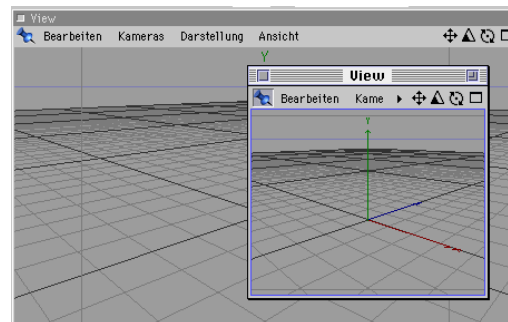 View
Bearbeiten Kameras Darstellung Ansicht
Y
View
Bearbeiten Kame
Y